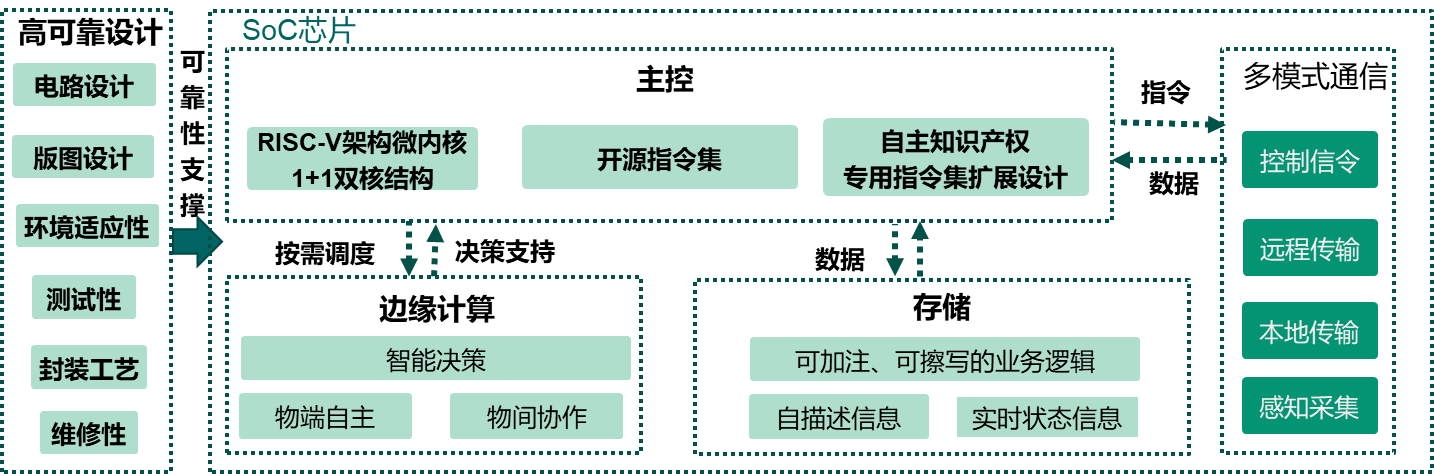 高可靠设计
电路设计
版图设计
环境适应性
测试性
封装工艺
维修性
可
靠
性
支
撑
SoC芯片
主控
RISC-V架构微内核
1+1双核结构
开源指令集
自主知识产权
专用指令集扩展设计
按需调度
决策支持
数据
边缘计算
智能决策
物端自主
物间协作
存储
可加注、可擦写的业务逻辑
自描述信息
实时状态信息
指令
数据
多模式通信
控制信令
远程传输
本地传输
感知采集